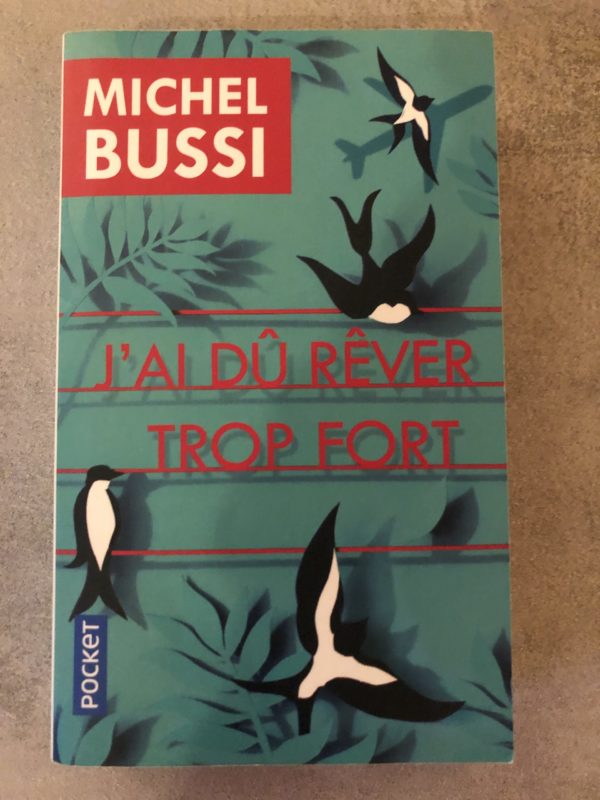 MICHEL
BUSSI
J'AI DÛ RÊVER
TROP FORT
POCKET